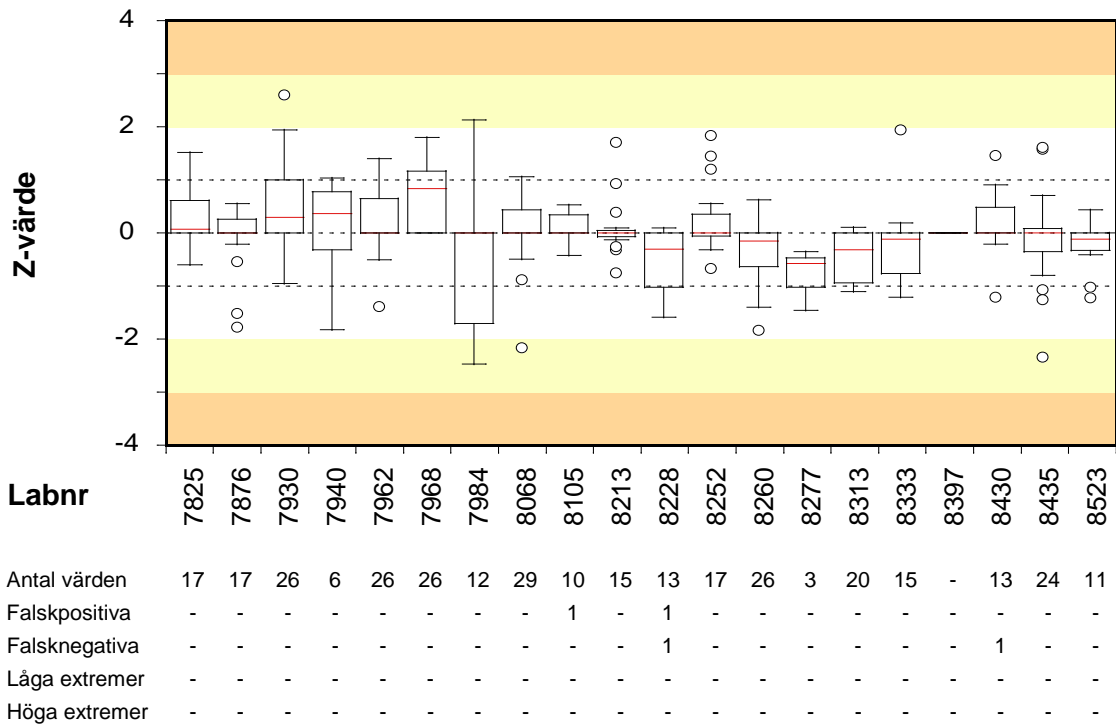 4
2
0
-2
-4
Z-värde
Labnr 7825 7876 7930 7940 7962 7968 7984 8068 8105 8213 8228 8252 8260 8277 8313 8333 8397 8430 8435 8523
Antal värden 17 17 26 6 26 26 12 29 10 15 13 17 26 3 20 15 - 13 24 11
Falskpositiva - - - - - - - - 1 - 1 - - - - - - - - -
Falsknegativa - - - - - - - - - - 1 - - - - - - 1 - -
Låga extremer - - - - - - - - - - - - - - - - - - - -
Höga extremer - - - - - - - - - - - - - - - - - - - -